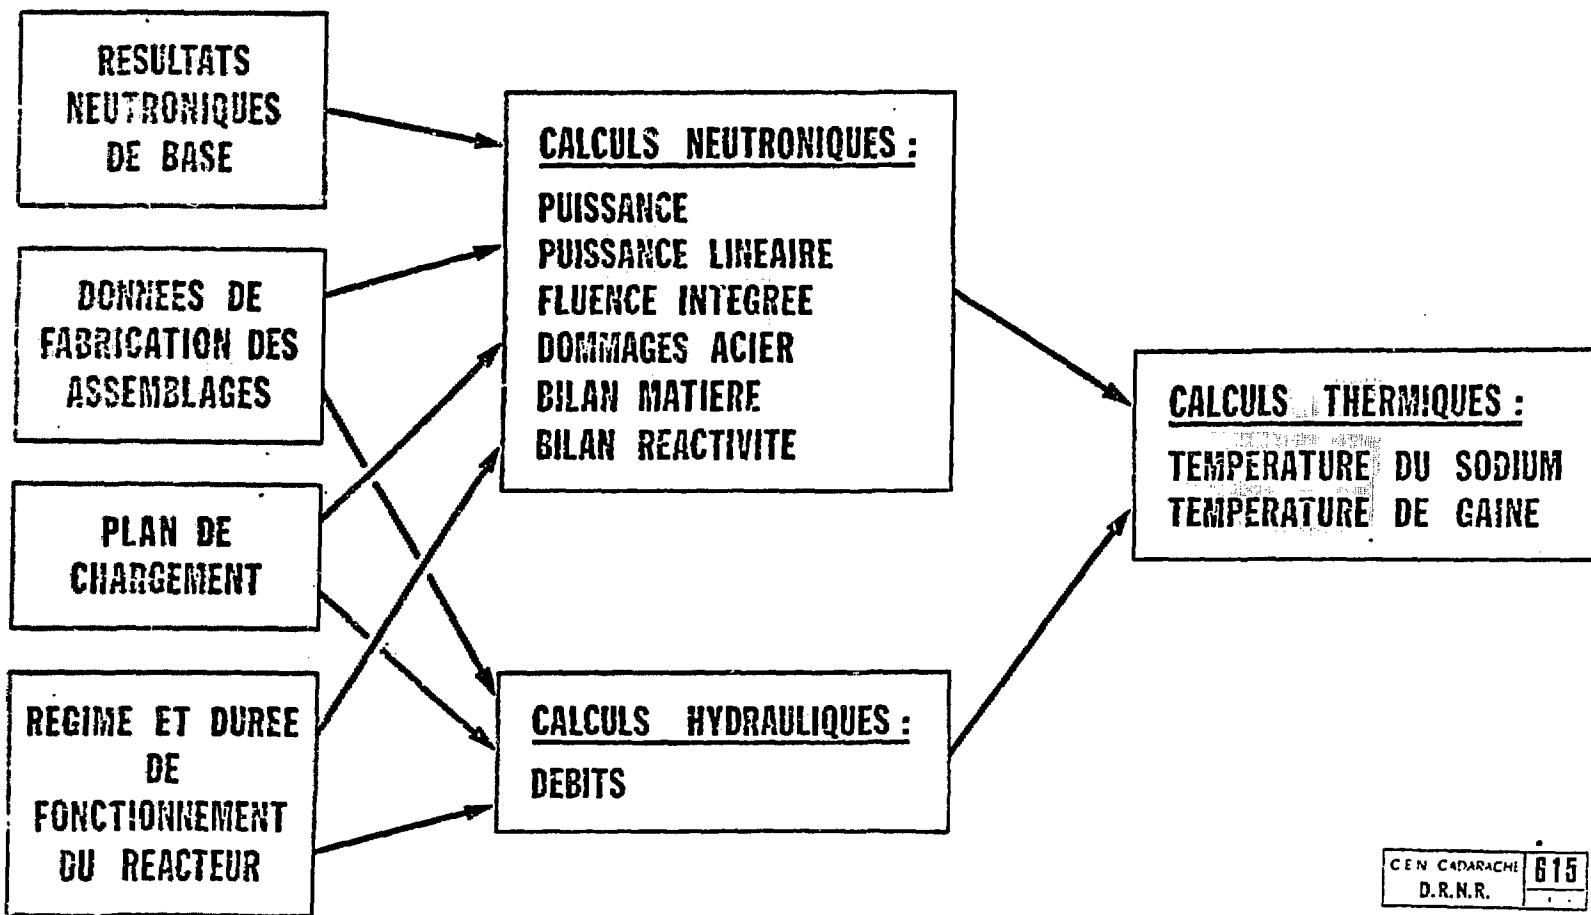 RESULTATS
NEUTRONIQUES
DE BASE
DONNEES DE
FABRICATION DES
ASSEMBLAGES
PLAN DE
CHARGEMENT
REGIME ET DUREE
DE
FONCTIONNEMENT
DU REACTEUR
CALCULS NEUTRONIQUES :
PUISSANCE
PUISSANCE LINEAIRE
FLUENCE INTEGREE
DOMMAGES ACIER
BILAN MATIERE
BILAN REACTIVITE
CALCULS HYDRAULIQUES :
DEBITS
CALCULS THERMIQUES :
TEMPERATURE DU SODIUM
TEMPERATURE DE GAINE
CEN CADARACHE 615
D.R.N.R.